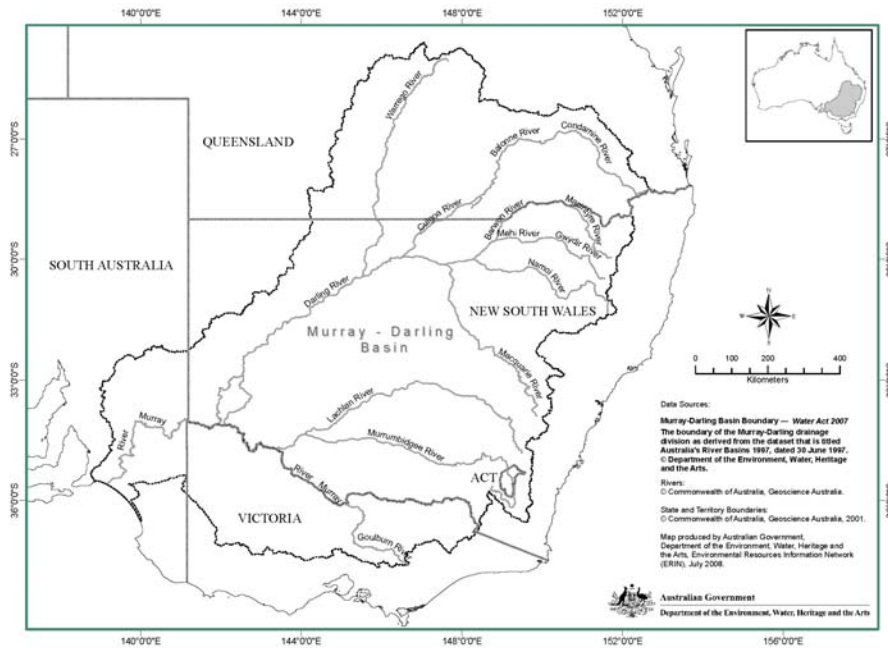 140°0'0"E 144°0'0"E 148°0'0"E 152°0'0"E
27°0'0"S
30°0'0"S
33°0'0"S
36°0'0"S
QUEENSLAND
SOUTH AUSTRALIA
NEW SOUTH WALES
VICTORIA
ACT
Murray - Darling
Basin
Warrego River
Balonne River
Condamine River
Culgoa River
Barwon River
Macintyre River
Mehi River
Gwydir River
Namoi River
Darling River
Macquarie River
Lachlan River
Murrumbidgee River
River Murray
River Murray
Goulburn River
N
W E
S
0 100 200 400
Kilometers
Data Sources:
Murray-Darling Basin Boundary — Water Act 2007
The boundary of the Murray-Darling drainage
division as derived from the dataset that is titled
Australia's River Basins 1997, dated 30 June 1997.
© Department of the Environment, Water, Heritage
and the Arts.
Rivers:
© Commonwealth of Australia, Geoscience Australia.
State and Territory Boundaries:
© Commonwealth of Australia, Geoscience Australia, 2001.
Map produced by Australian Government,
Department of the Environment, Water, Heritage and
the Arts, Environmental Resources Information Network
(ERIN), July 2008.
Australian Government
Department of the Environment, Water, Heritage and the Arts
140°0'0"E 144°0'0"E 148°0'0"E 152°0'0"E 156°0'0"E